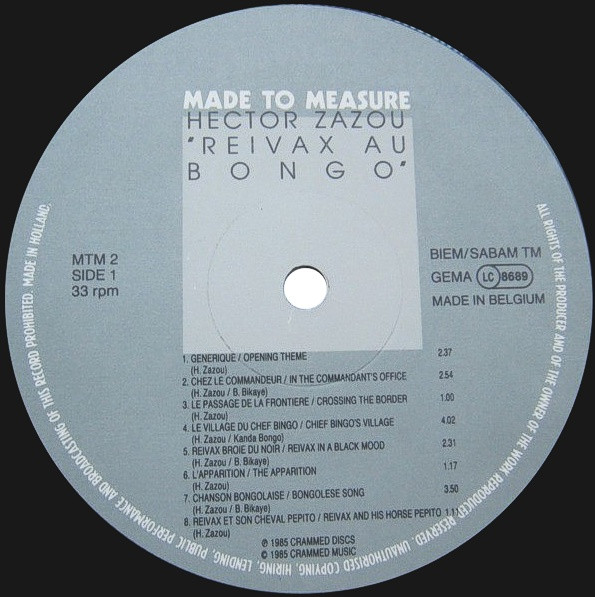 MADE TO MEASURE
HECTOR ZAZOU
"REIVAX AU
BONGO"
MTM 2
SIDE 1
33 rpm
BIEM/SABAM TM
GEMA LC 8689
MADE IN BELGIUM
1. GENERIQUE / OPENING THEME 2.37
(H. Zazou)
2. CHEZ LE COMMANDEUR / IN THE COMMANDANT'S OFFICE 2.54
(H. Zazou / B. Bikaye)
3. LE PASSAGE DE LA FRONTIERE / CROSSING THE BORDER 1.00
(H. Zazou)
4. LE VILLAGE DU CHEF BINGO / CHIEF BINGO'S VILLAGE 4.02
(H. Zazou / Kanda Bongo)
5. REIVAX BROIE DU NOIR / REIVAX IN A BLACK MOOD 2.31
(H. Zazou / B. Bikaye)
6. L'APPARITION / THE APPARITION 1.17
(H. Zazou)
7. CHANSON BONGOLAISE / BONGOLESE SONG 3.50
(H. Zazou / B. Bikaye)
8. REIVAX ET SON CHEVAL PEPITO / REIVAX AND HIS HORSE PEPITO 1.11
(H. Zazou)
℗ 1985 CRAMMED DISCS
© 1985 CRAMMED MUSIC
ALL RIGHTS OF THE PRODUCER AND OF THE OWNER OF THE WORK REPRODUCED RESERVED. UNAUTHORISED COPYING, HIRING, LENDING, PUBLIC PERFORMANCE AND BROADCASTING OF THIS RECORD PROHIBITED. MADE IN HOLLAND.